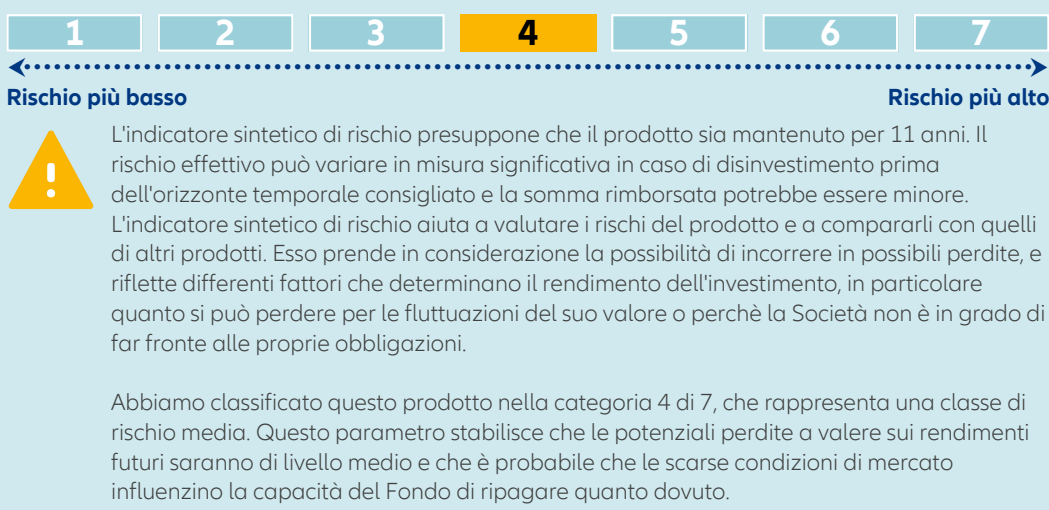 1 2 3 4 5 6 7
Rischio più basso Rischio più alto
L'indicatore sintetico di rischio presuppone che il prodotto sia mantenuto per 11 anni. Il
rischio effettivo può variare in misura significativa in caso di disinvestimento prima
dell'orizzonte temporale consigliato e la somma rimborsata potrebbe essere minore.
L'indicatore sintetico di rischio aiuta a valutare i rischi del prodotto e a compararli con quelli
di altri prodotti. Esso prende in considerazione la possibilità di incorrere in possibili perdite, e
riflette differenti fattori che determinano il rendimento dell'investimento, in particolare
quanto si può perdere per le fluttuazioni del suo valore o perchè la Società non è in grado di
far fronte alle proprie obbligazioni.
Abbiamo classificato questo prodotto nella categoria 4 di 7, che rappresenta una classe di
rischio media. Questo parametro stabilisce che le potenziali perdite a valere sui rendimenti
futuri saranno di livello medio e che è probabile che le scarse condizioni di mercato
influenzino la capacità del Fondo di ripagare quanto dovuto.